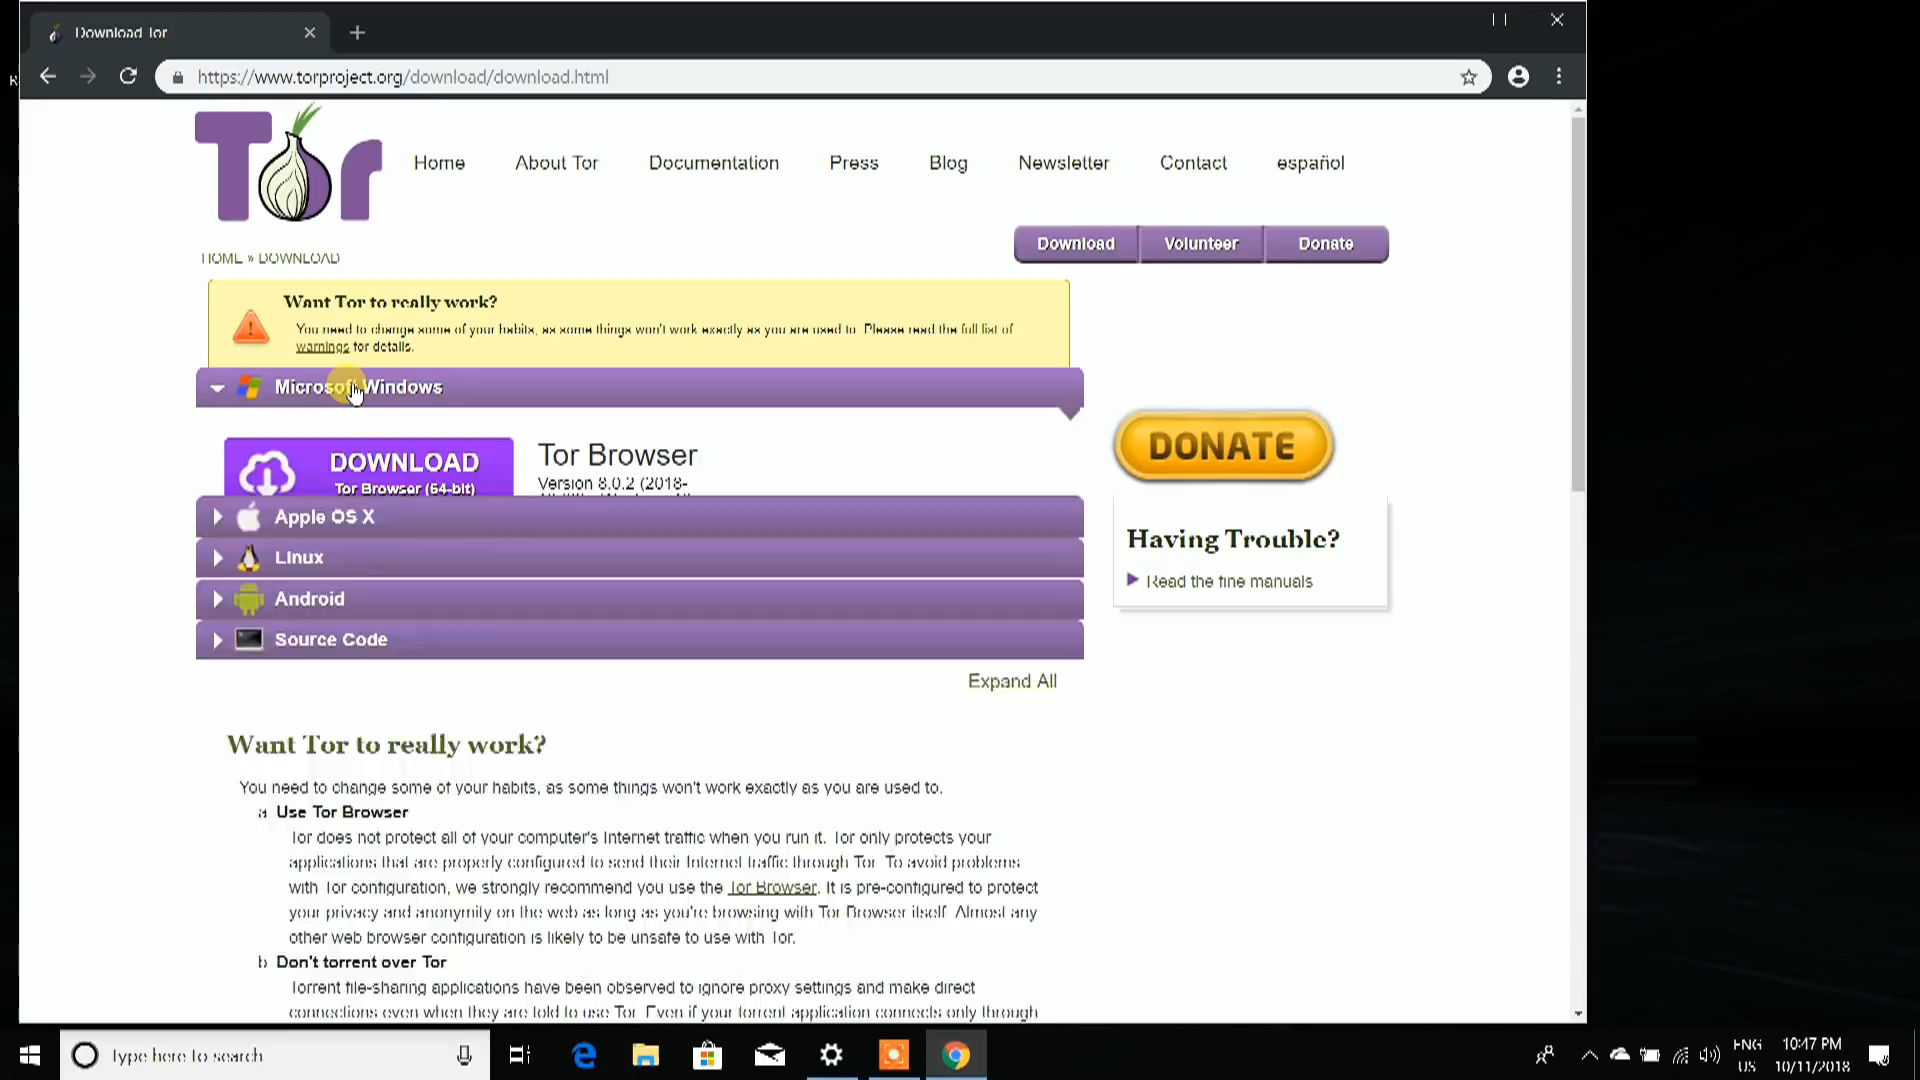 Download Tor
https://www.torproject.org/download/download.html
Tor
Home About Tor Documentation Press Blog Newsletter Contact español
Download Volunteer Donate
HOME » DOWNLOAD
Want Tor to really work?
You need to change some of your habits, as some things won't work exactly as you are used to. Please read the full list of
warnings for details.
Microsoft Windows
DOWNLOAD
Tor Browser (64-bit)
Tor Browser
Version 8.0.2 (2018-
DONATE
Apple OS X
Linux
Android
Source Code
Having Trouble?
Read the fine manuals
Expand All
Want Tor to really work?
You need to change some of your habits, as some things won't work exactly as you are used to.
a Use Tor Browser
Tor does not protect all of your computer's Internet traffic when you run it. Tor only protects your
applications that are properly configured to send their Internet traffic through Tor. To avoid problems
with Tor configuration, we strongly recommend you use the Tor Browser. It is pre-configured to protect
your privacy and anonymity on the web as long as you're browsing with Tor Browser itself. Almost any
other web browser configuration is likely to be unsafe to use with Tor.
b Don't torrent over Tor
Torrent file-sharing applications have been observed to ignore proxy settings and make direct
connections even when they are told to use Tor. Even if your torrent application connects only through
Type here to search
ENG
US
10:47 PM
10/11/2018